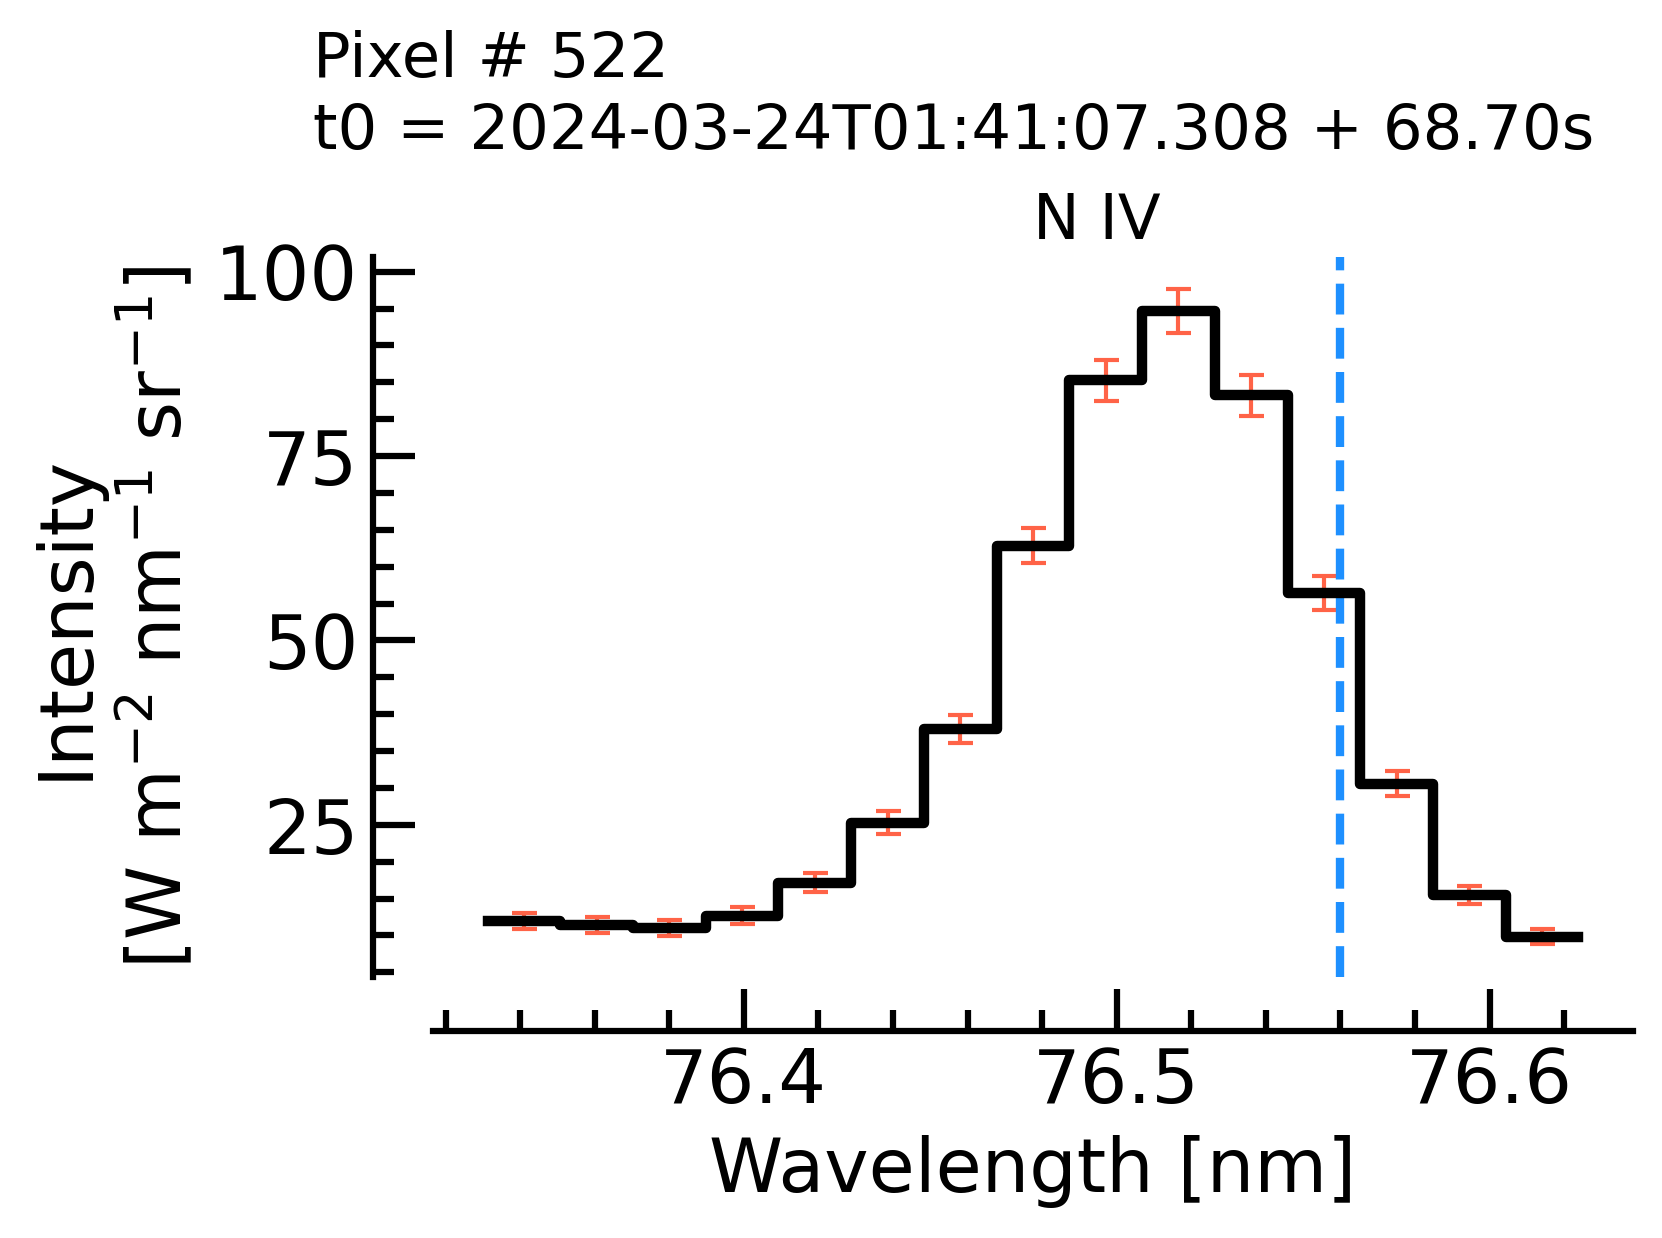 Pixel # 522
t0 = 2024-03-24T01:41:07.308 + 68.70s
N IV
Intensity
[W m⁻² nm⁻¹ sr⁻¹]
100
75
50
25
76.4 76.5 76.6
Wavelength [nm]